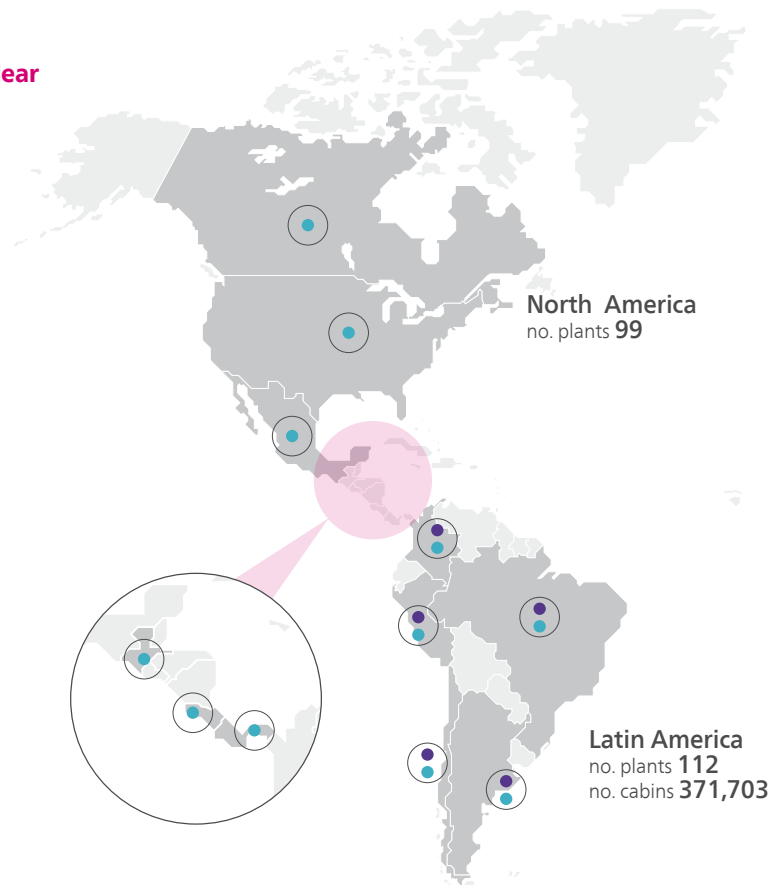 ear
North America
no. plants 99
Latin America
no. plants 112
no. cabins 371,703